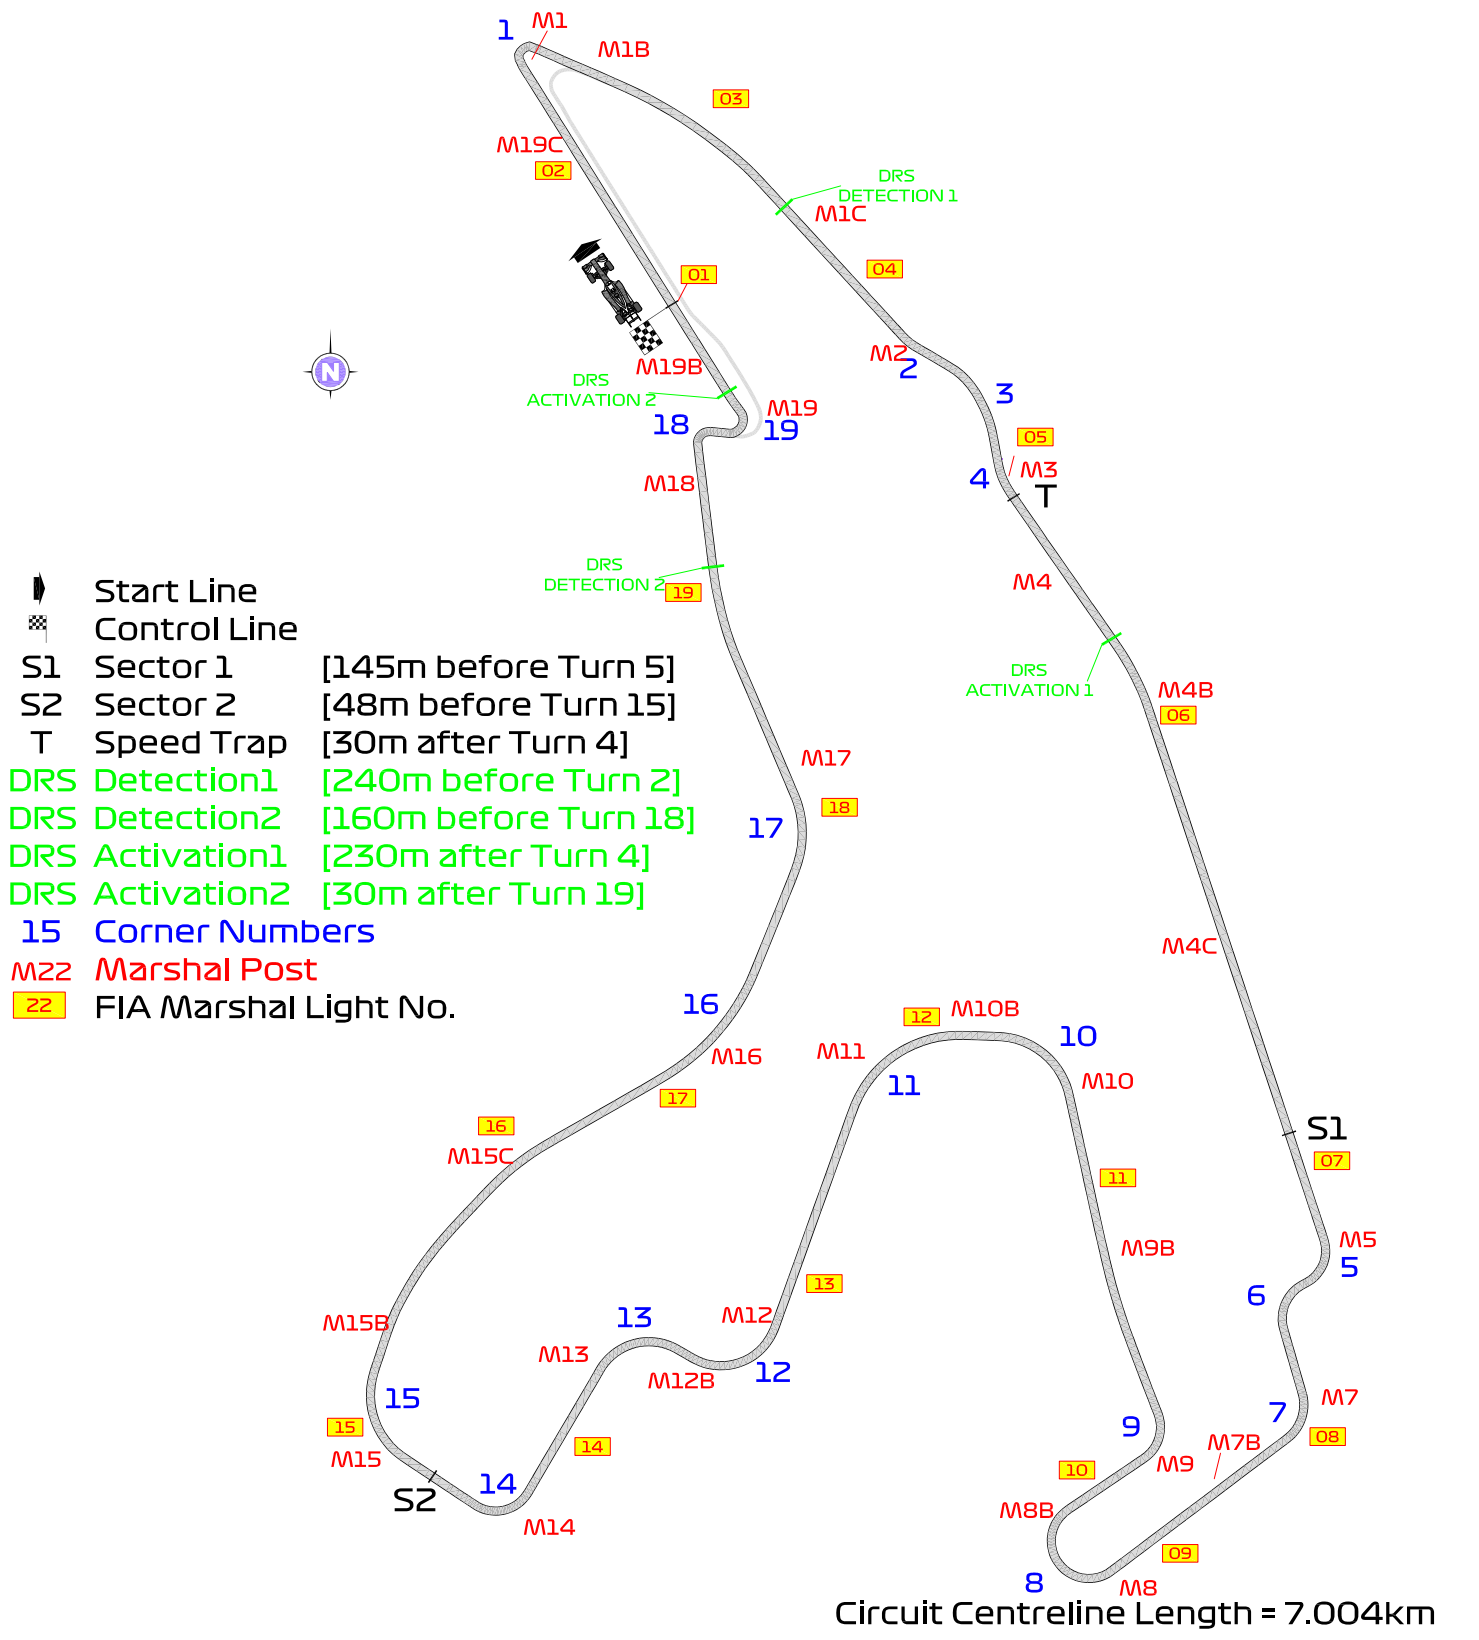 1
M1
M1B
03
M19C
02
DRS
DETECTION 1
M1C
04
01
M19B
M2
2
N
DRS
ACTIVATION 2
3
M19
18
19
05
4
M3
T
M18
DRS
DETECTION 2
19
M4
DRS
ACTIVATION 1
M4B
06
Start Line
Control Line
S1 Sector 1 [145m before Turn 5]
S2 Sector 2 [48m before Turn 15]
T Speed Trap [30m after Turn 4]
DRS Detection1 [240m before Turn 2]
DRS Detection2 [160m before Turn 18]
DRS Activation1 [230m after Turn 4]
DRS Activation2 [30m after Turn 19]
15 Corner Numbers
M22 Marshal Post
22 FIA Marshal Light No.
M17
18
17
M4C
16
M16
17
16
M15C
12
M10B
10
M11
11
M10
S1
07
11
M9B
M5
5
6
13
M12
13
M15B
M13
M12B
12
15
15
M15
14
14
S2
M14
9
M7
7
08
M7B
M9
10
M8B
09
8
M8
Circuit Centreline Length = 7.004km